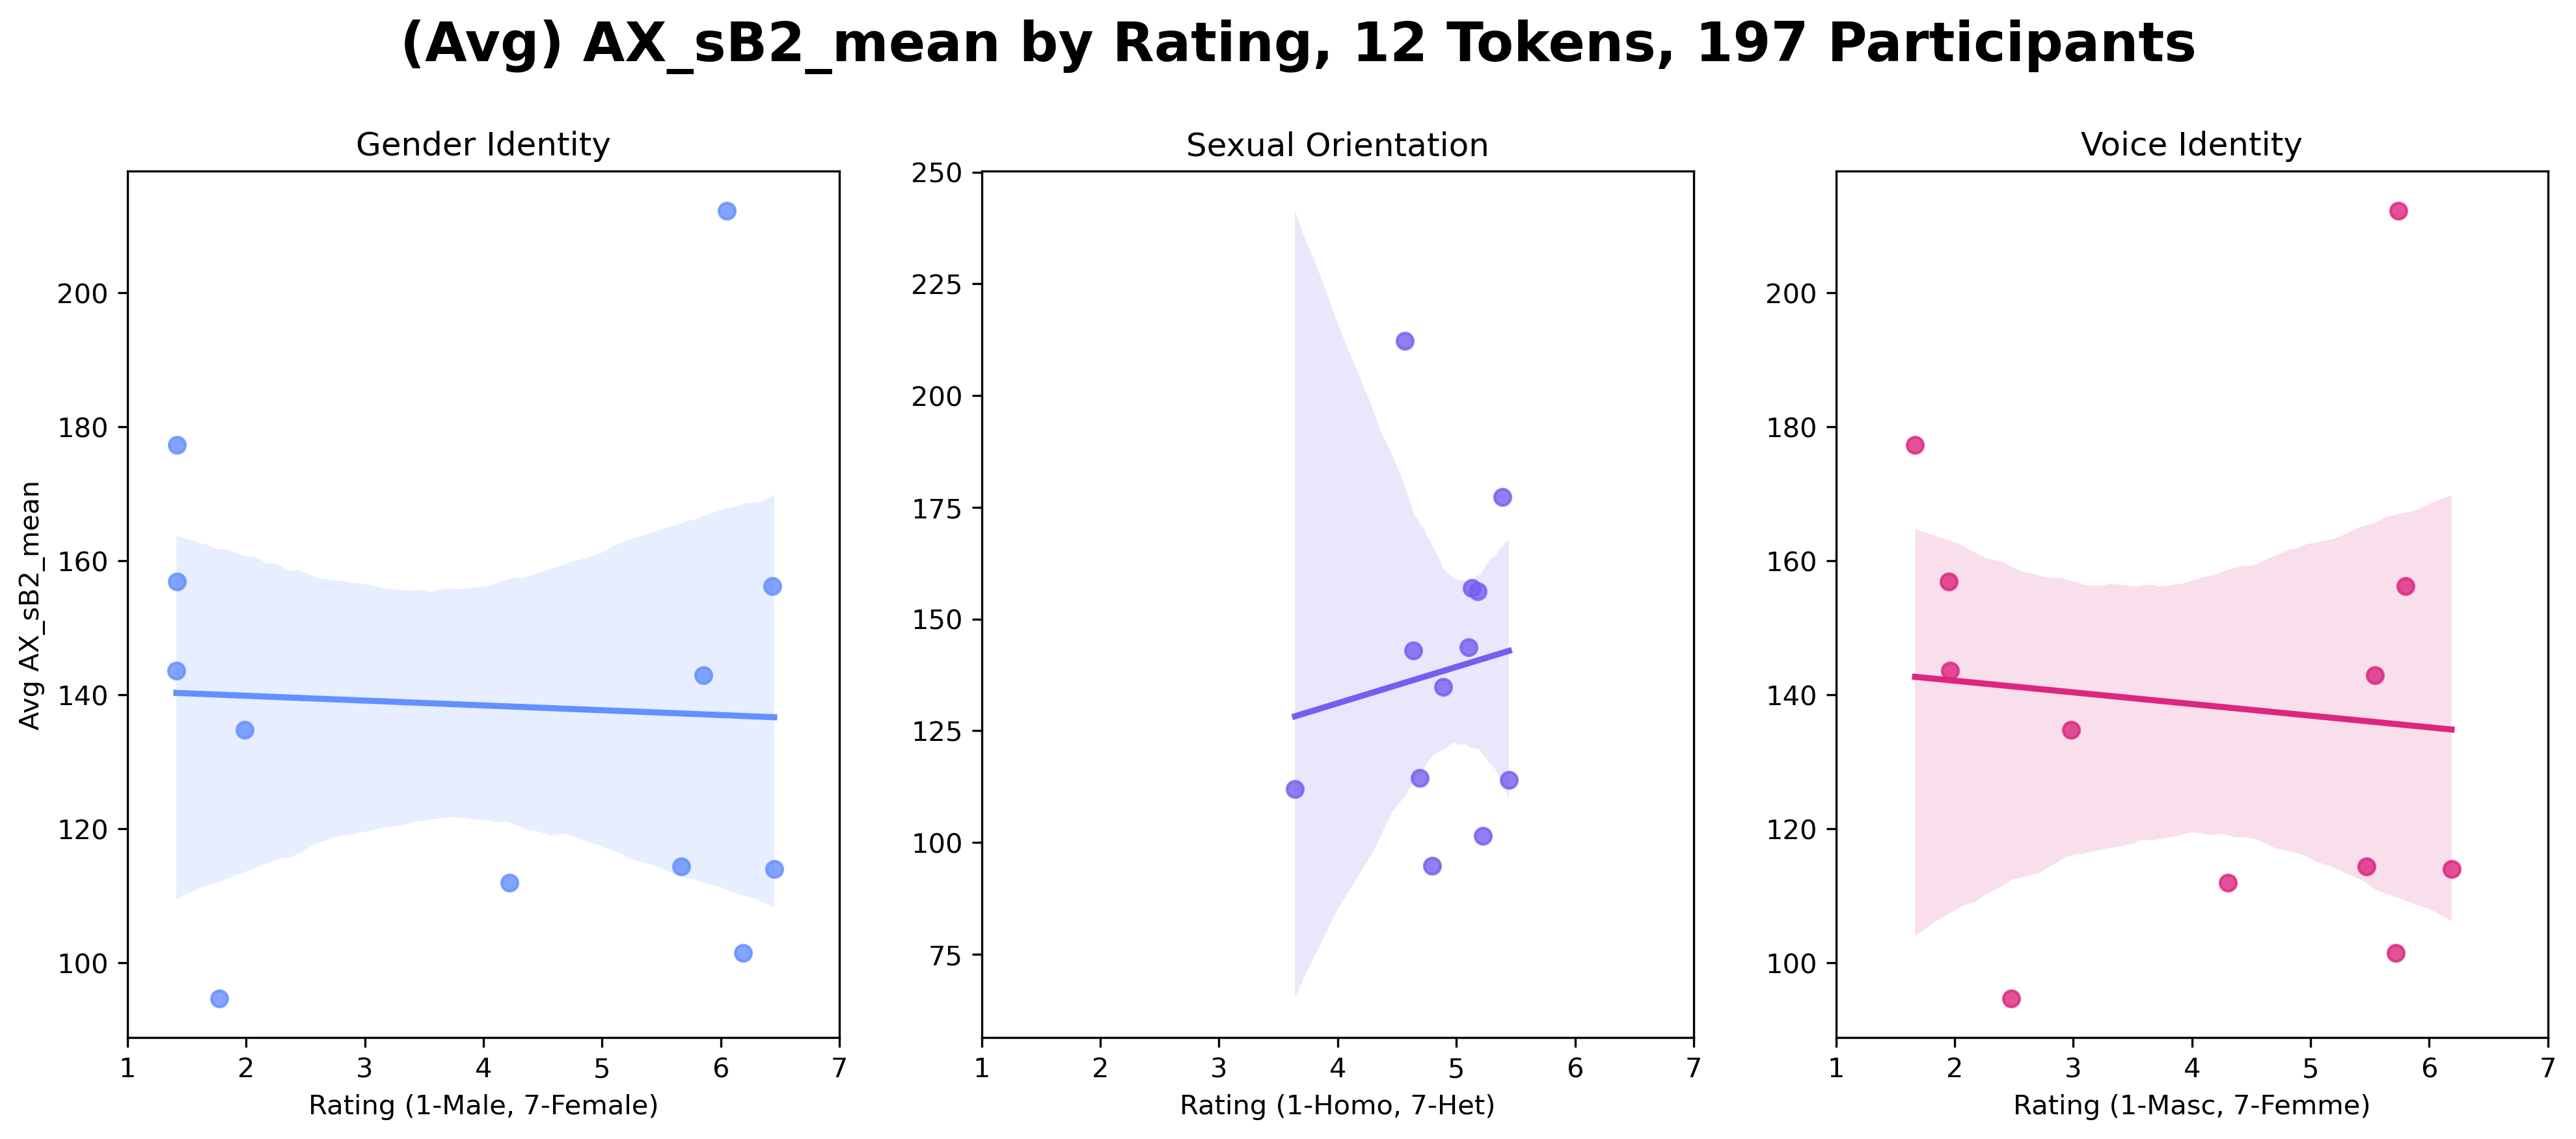 (Avg) AX_sB2_mean by Rating, 12 Tokens, 197 Participants
Gender Identity
Avg AX_sB2_mean
200
180
160
140
120
100
1 2 3 4 5 6 7
Rating (1-Male, 7-Female)
Sexual Orientation
250
225
200
175
150
125
100
75
1 2 3 4 5 6 7
Rating (1-Homo, 7-Het)
Voice Identity
200
180
160
140
120
100
1 2 3 4 5 6 7
Rating (1-Masc, 7-Femme)